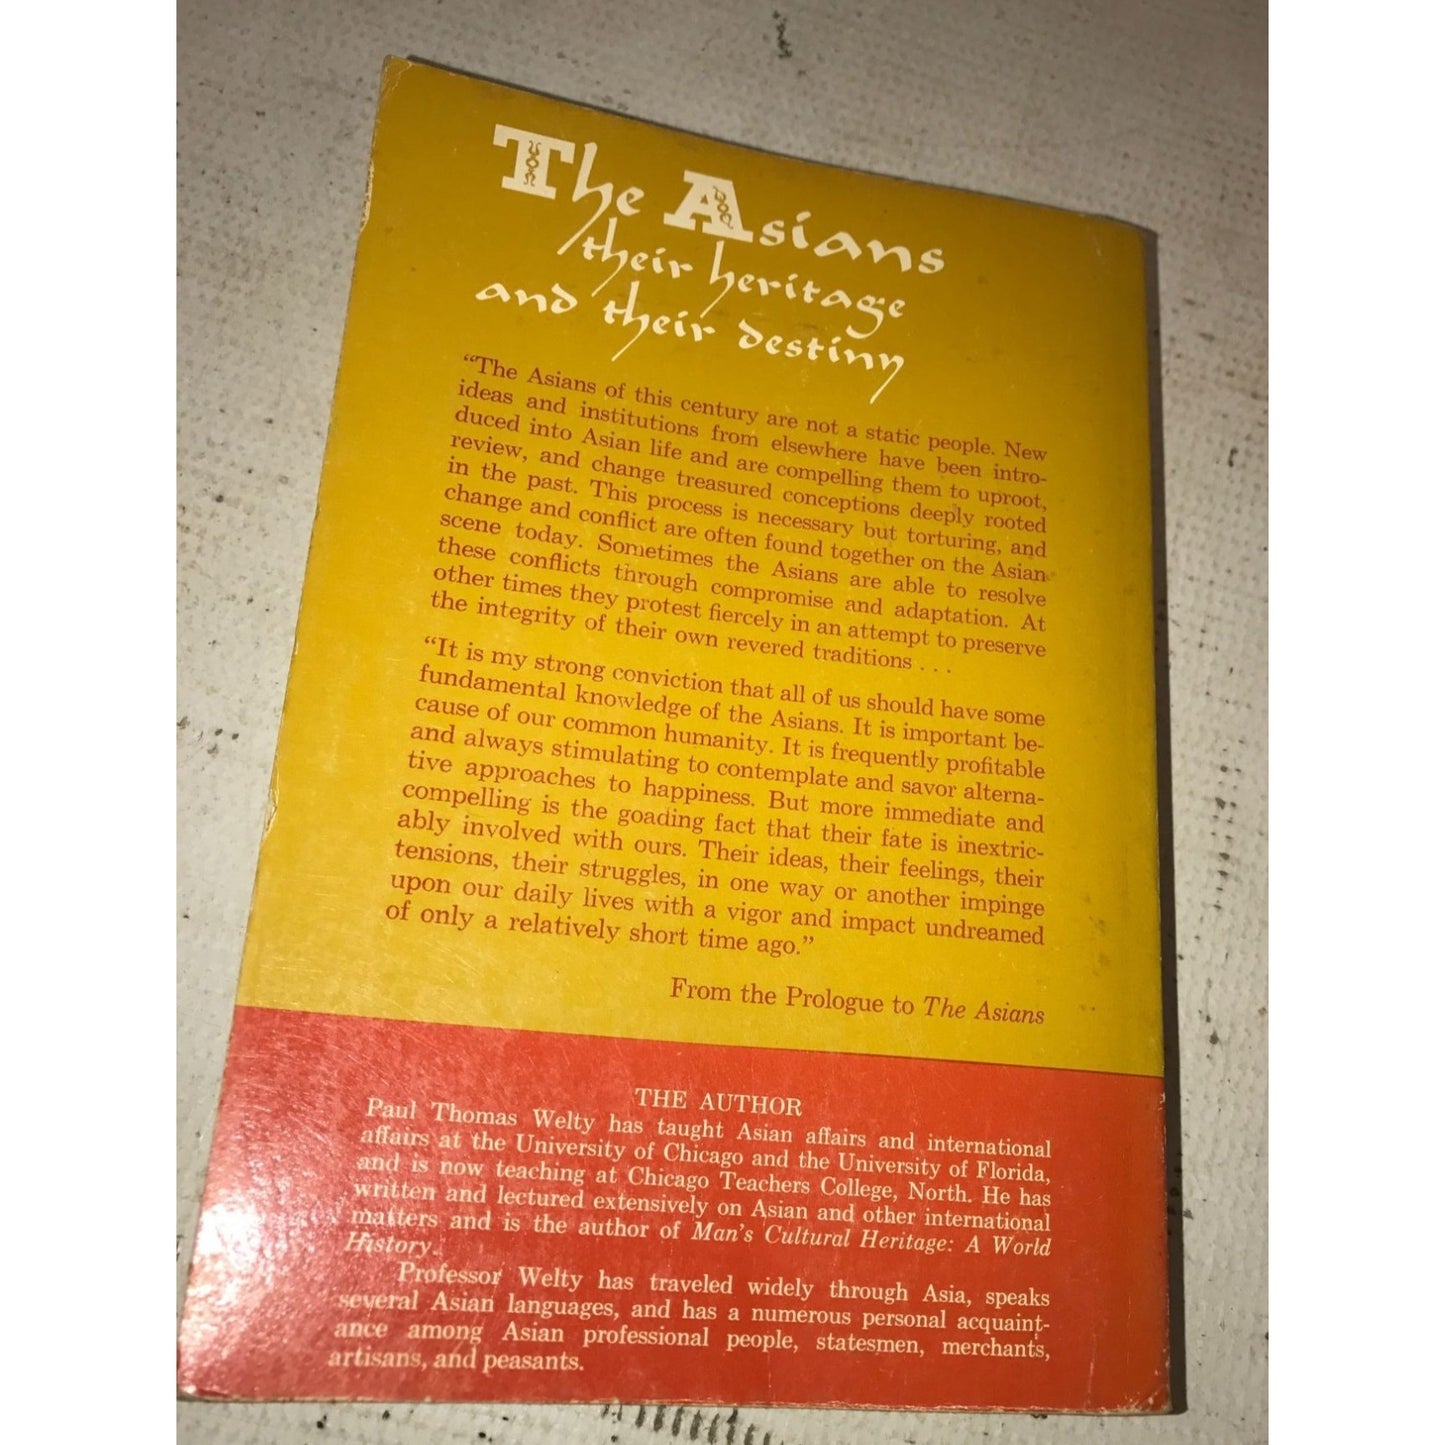 The Asians
their heritage
and their destiny
“The Asians of this century are not a static people. New
ideas and institutions from elsewhere have been intro-
duced into Asian life and are compelling them to uproot,
review, and change treasured conceptions deeply rooted
in the past. This process is necessary but torturing, and
change and conflict are often found together on the Asian
scene today. Sometimes the Asians are able to resolve
these conflicts through compromise and adaptation. At
other times they protest fiercely in an attempt to preserve
the integrity of their own revered traditions . . .
“It is my strong conviction that all of us should have some
fundamental knowledge of the Asians. It is important be-
cause of our common humanity. It is frequently profitable
and always stimulating to contemplate and savor alterna-
tive approaches to happiness. But more immediate and
compelling is the goading fact that their fate is inextric-
ably involved with ours. Their ideas, their feelings, their
tensions, their struggles, in one way or another impinge
upon our daily lives with a vigor and impact undreamed
of only a relatively short time ago.”
From the Prologue to The Asians
THE AUTHOR
Paul Thomas Welty has taught Asian affairs and international
affairs at the University of Chicago and the University of Florida,
and is now teaching at Chicago Teachers College, North. He has
written and lectured extensively on Asian and other international
matters and is the author of Man's Cultural Heritage: A World
History.
Professor Welty has traveled widely through Asia, speaks
several Asian languages, and has a numerous personal acquaint-
ance among Asian professional people, statesmen, merchants,
artisans, and peasants.